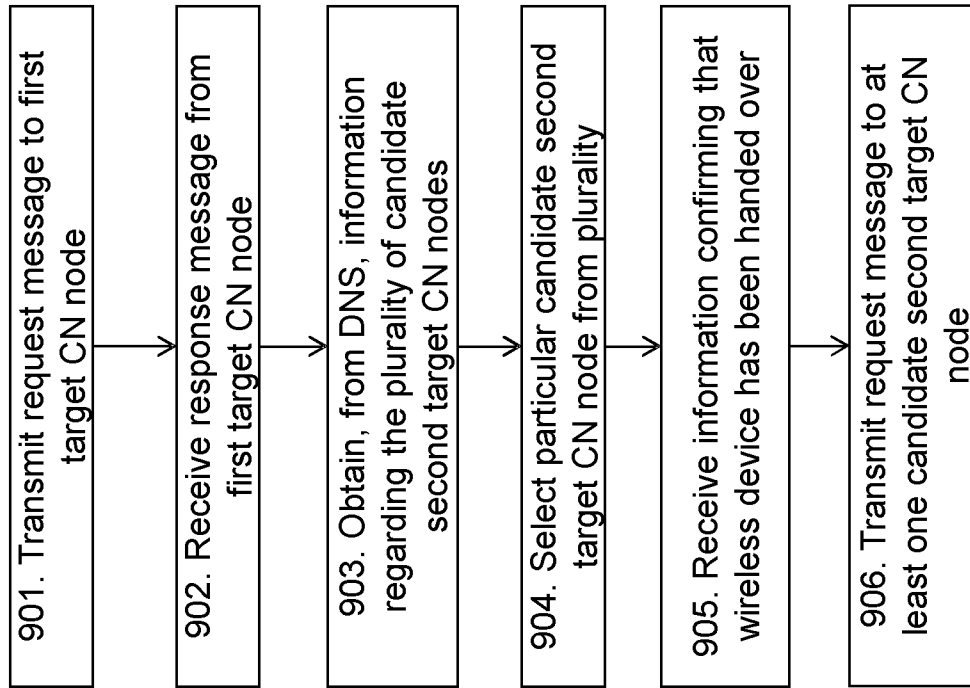 901. Transmit request message to first
target CN node
902. Receive response message from
first target CN node
903. Obtain, from DNS, information
regarding the plurality of candidate
second target CN nodes
904. Select particular candidate second
target CN node from plurality
905. Receive information confirming that
wireless device has been handed over
906. Transmit request message to at
least one candidate second target CN
node